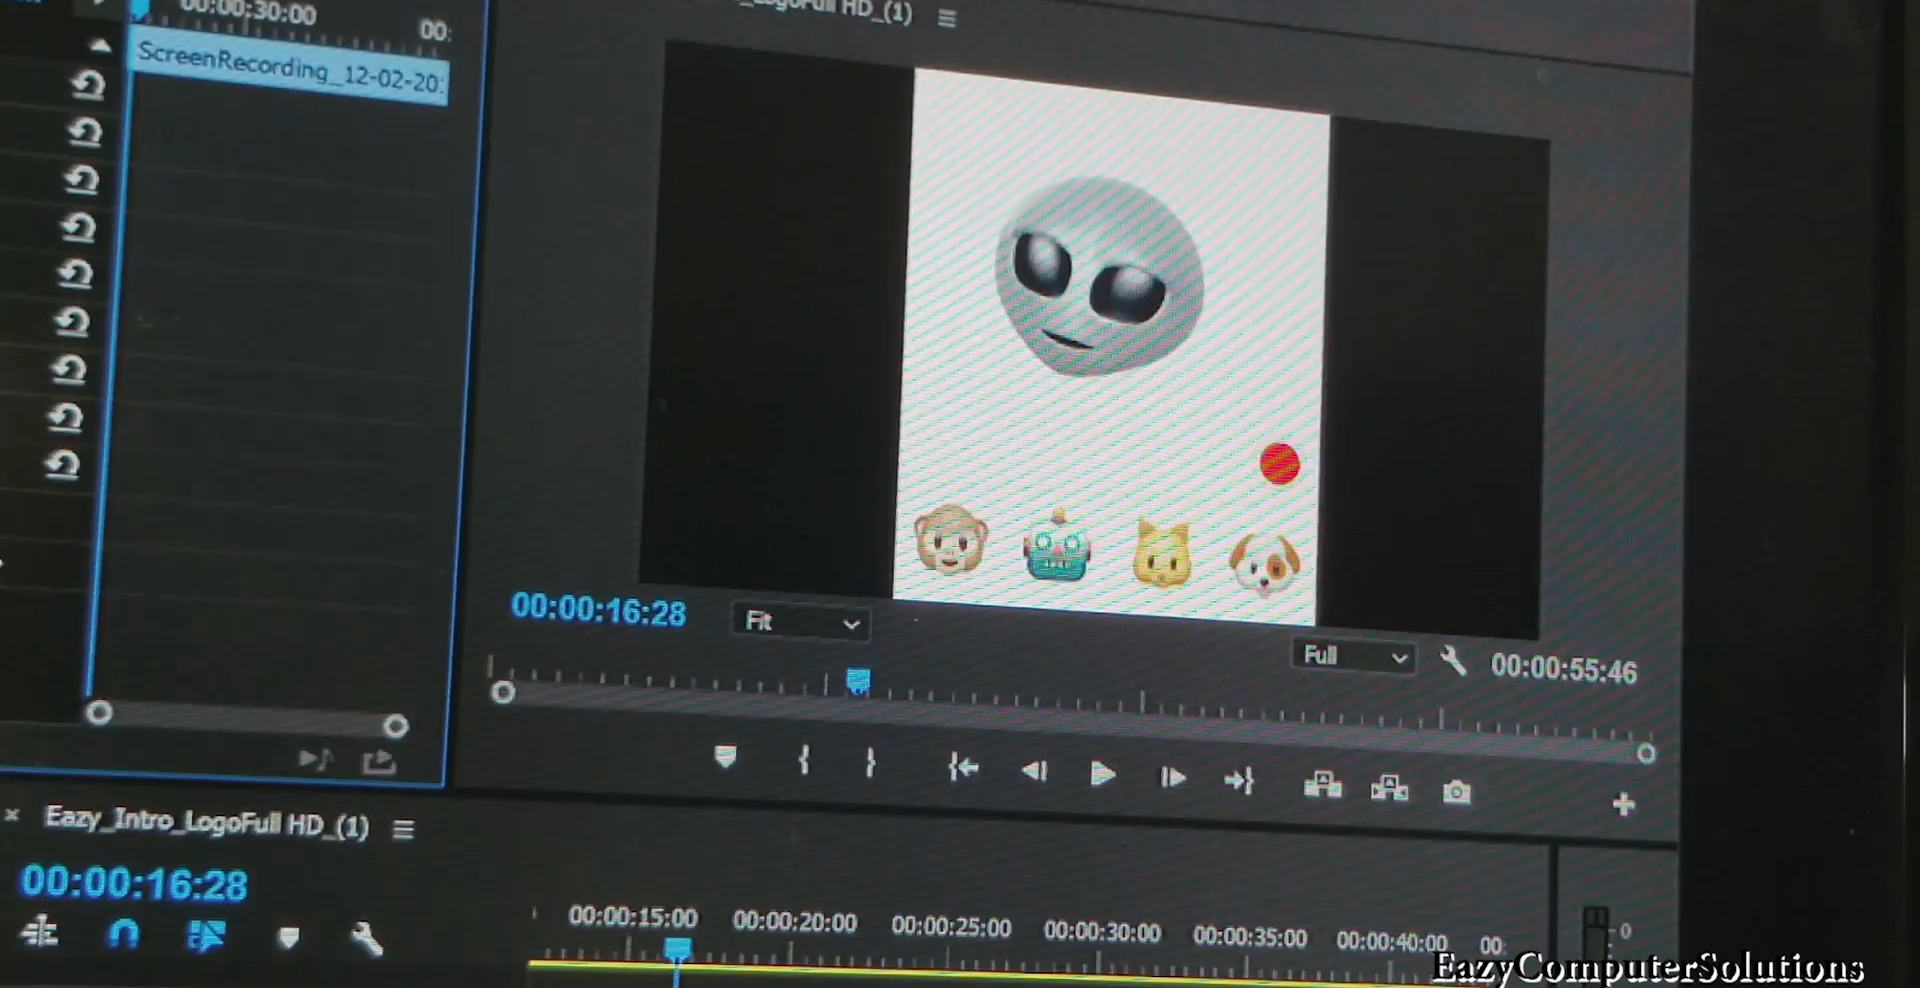 00:00:30:00
00:
LogoFull HD_(1)
ScreenRecording_12-02-20
00:00:16:28
Fit
Full
00:00:55:46
Eazy_Intro_LogoFull HD_(1)
00:00:16:28
00:00:15:00
00:00:20:00
00:00:25:00
00:00:30:00
00:00:35:00
00:00:40:00
00:
0
EazyComputerSolutions